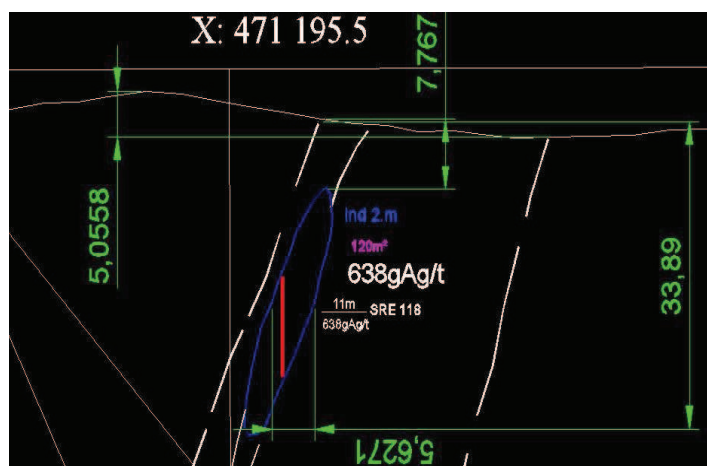 X: 471 195.5
7,767
5,0558
Ind 2.m
120m²
638gAg/t
11m
638gAg/t
SRE 118
33,89
5,6271